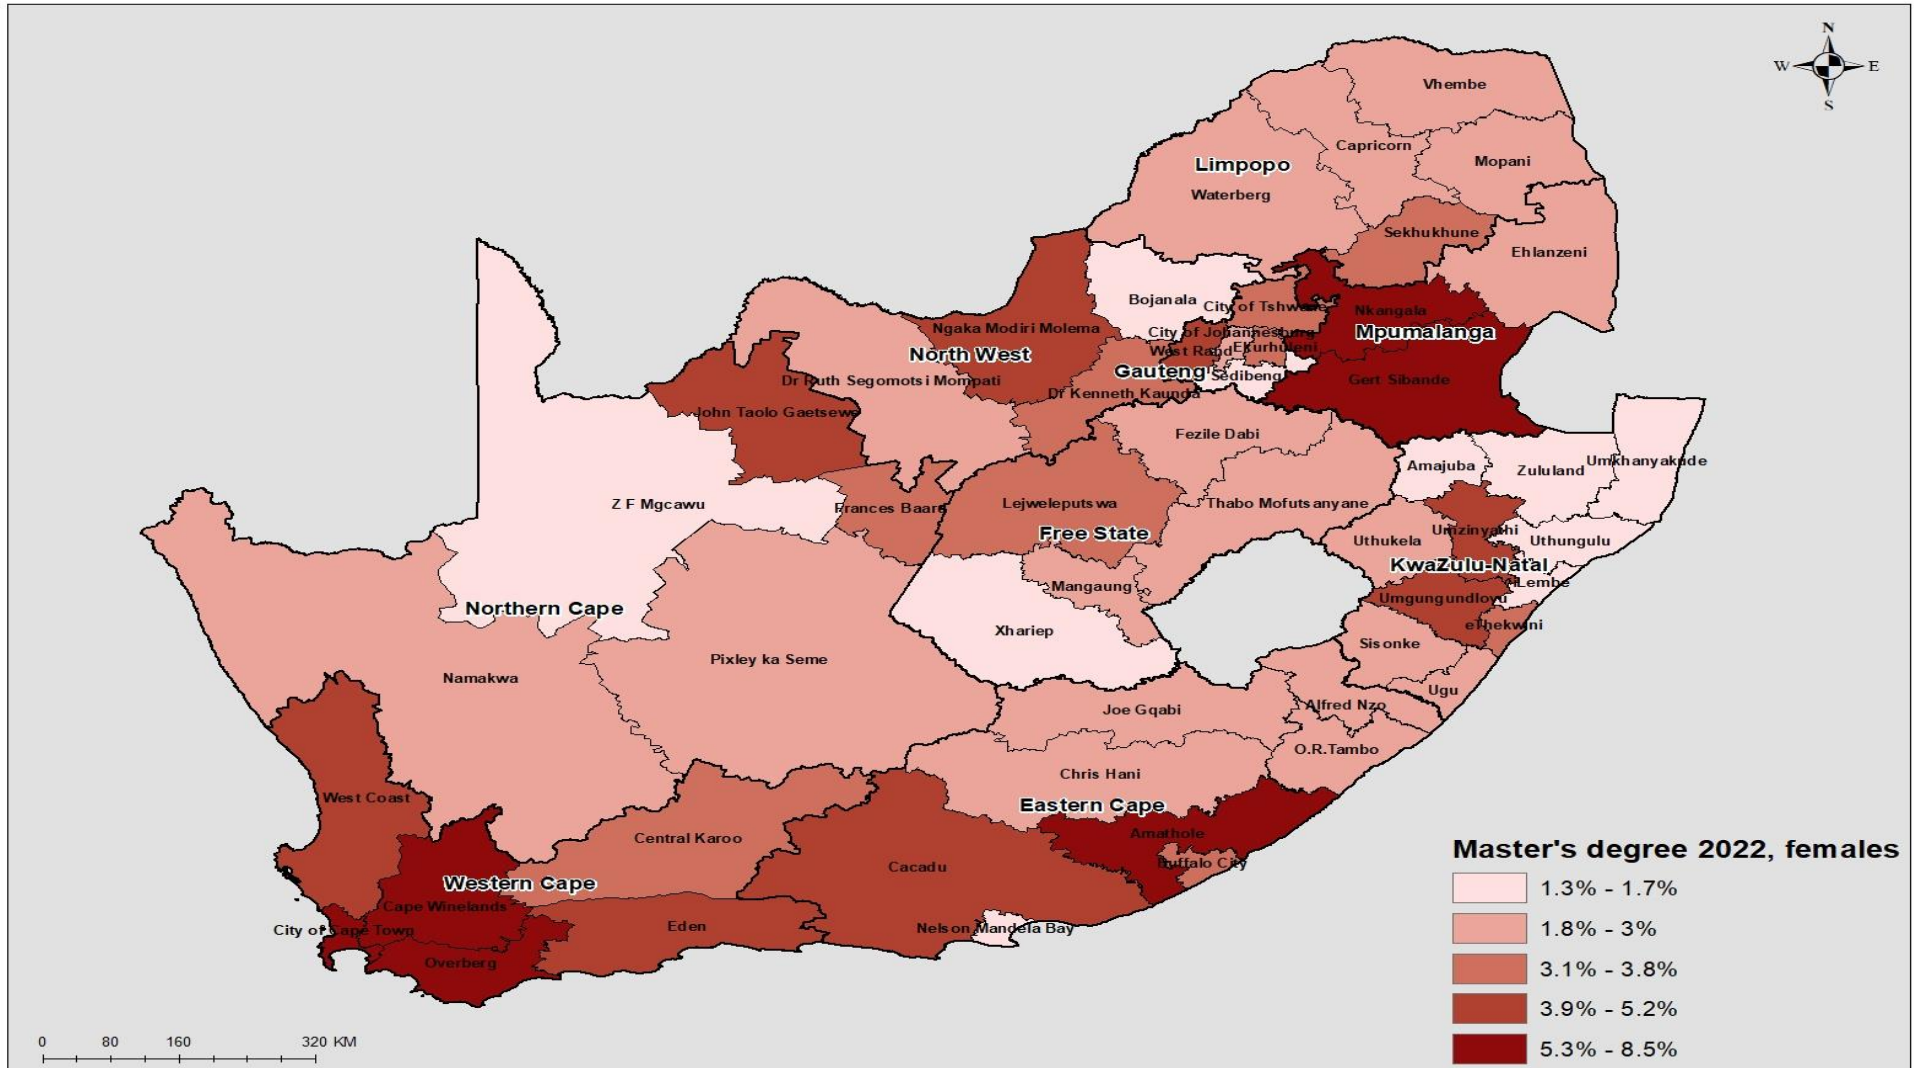 N
W E
S
Vhembe
Capricorn
Mopani
Limpopo
Waterberg
Sekhukhune
Ehlanzeni
Bojanala
City of Tshwane
Nkangala
Mpumalanga
Ngaka Modiri Molema
City of Johannesburg
North West
West Rand
Ekurhuleni
Gauteng
Sedibeng
Gert Sibande
Dr Ruth Segomotsi Mompati
Dr Kenneth Kaunda
John Taolo Gaetsewe
Fezile Dabi
Amajuba
Zululand
Umkhanyakude
Z F Mgcawu
Frances Baard
Lejweleputswa
Thabo Mofutsanyane
Free State
Umzinyathi
Uthukela
Uthungulu
KwaZulu-Natal
iLembe
Mangaung
Umgungundlovu
eThekwini
Northern Cape
Xhariep
Sisonke
Pixley ka Seme
Namakwa
Ugu
Joe Gqabi
Alfred Nzo
O.R.Tambo
Chris Hani
West Coast
Eastern Cape
Central Karoo
Amathole
Buffalo City
Cacadu
Western Cape
Cape Winelands
City of Cape Town
Eden
Nelson Mandela Bay
Overberg
Master's degree 2022, females
1.3% - 1.7%
1.8% - 3%
3.1% - 3.8%
3.9% - 5.2%
5.3% - 8.5%
0 80 160 320 KM